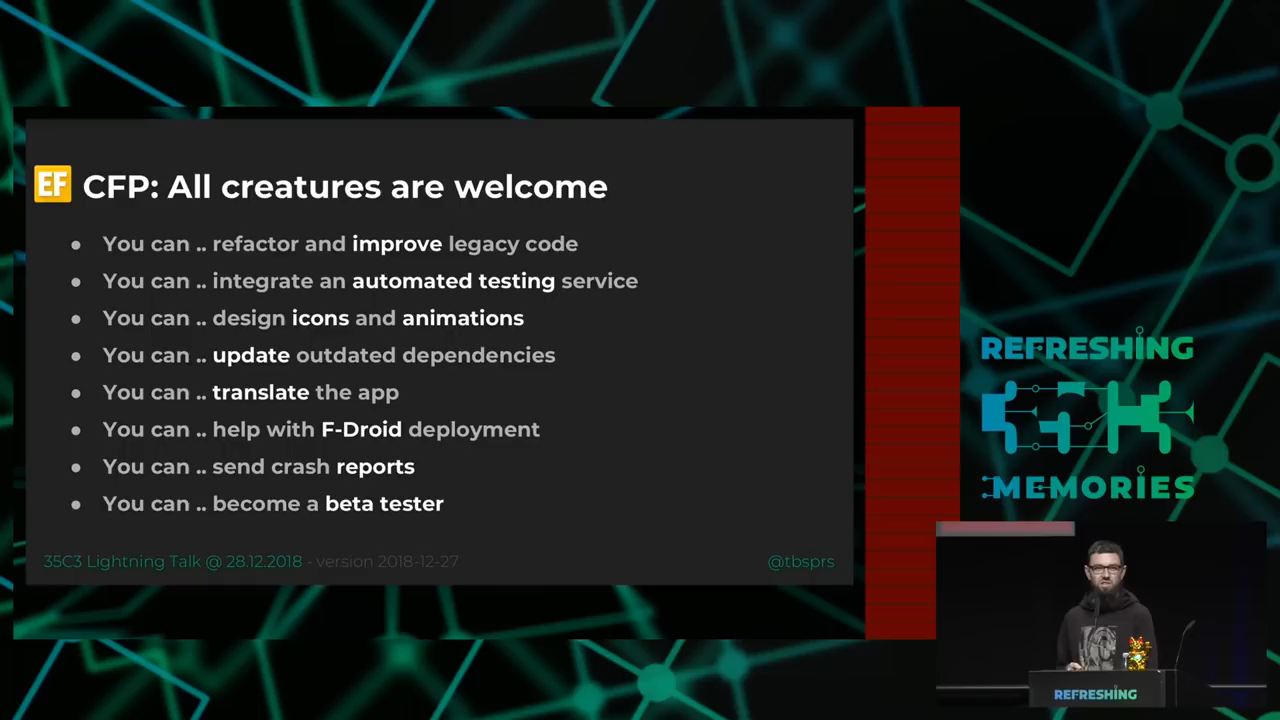 EF CFP: All creatures are welcome
● You can .. refactor and improve legacy code
● You can .. integrate an automated testing service
● You can .. design icons and animations
● You can .. update outdated dependencies
● You can .. translate the app
● You can .. help with F-Droid deployment
● You can .. send crash reports
● You can .. become a beta tester
35C3 Lightning Talk @ 28.12.2018 - version 2018-12-27
@tbsprs
REFRESHING
35C3
MEMORIES
REFRESHING